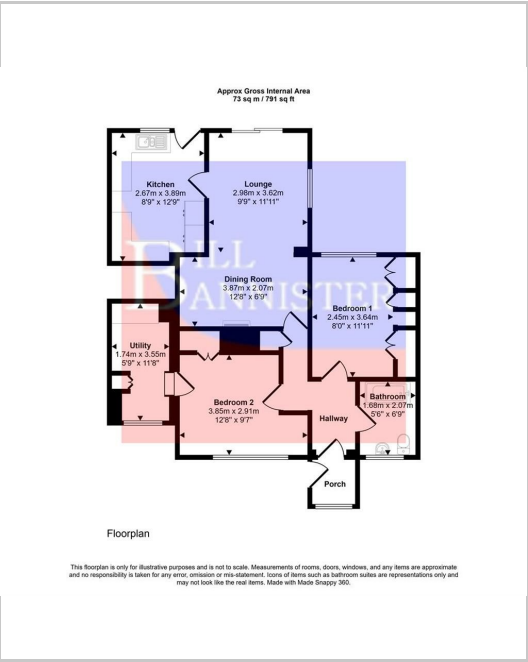 Approx Gross Internal Area
73 sq m / 791 sq ft
Kitchen
2.67m x 3.89m
8'9" x 12'9"
Lounge
2.98m x 3.62m
9'9" x 11'11"
BILL
BANNISTER
Dining Room
3.87m x 2.07m
12'8" x 6'9"
Bedroom 1
2.45m x 3.64m
8'0" x 11'11"
Utility
1.74m x 3.55m
5'9" x 11'8"
Bedroom 2
3.85m x 2.91m
12'8" x 9'7"
Hallway
Bathroom
1.68m x 2.07m
5'6" x 6'9"
Porch
Floorplan
This floorplan is only for illustrative purposes and is not to scale. Measurements of rooms, doors, windows, and any items are approximate
and no responsibility is taken for any error, omission or mis-statement. Icons of items such as bathroom suites are representations only and
may not look like the real items. Made with Made Snappy 360.